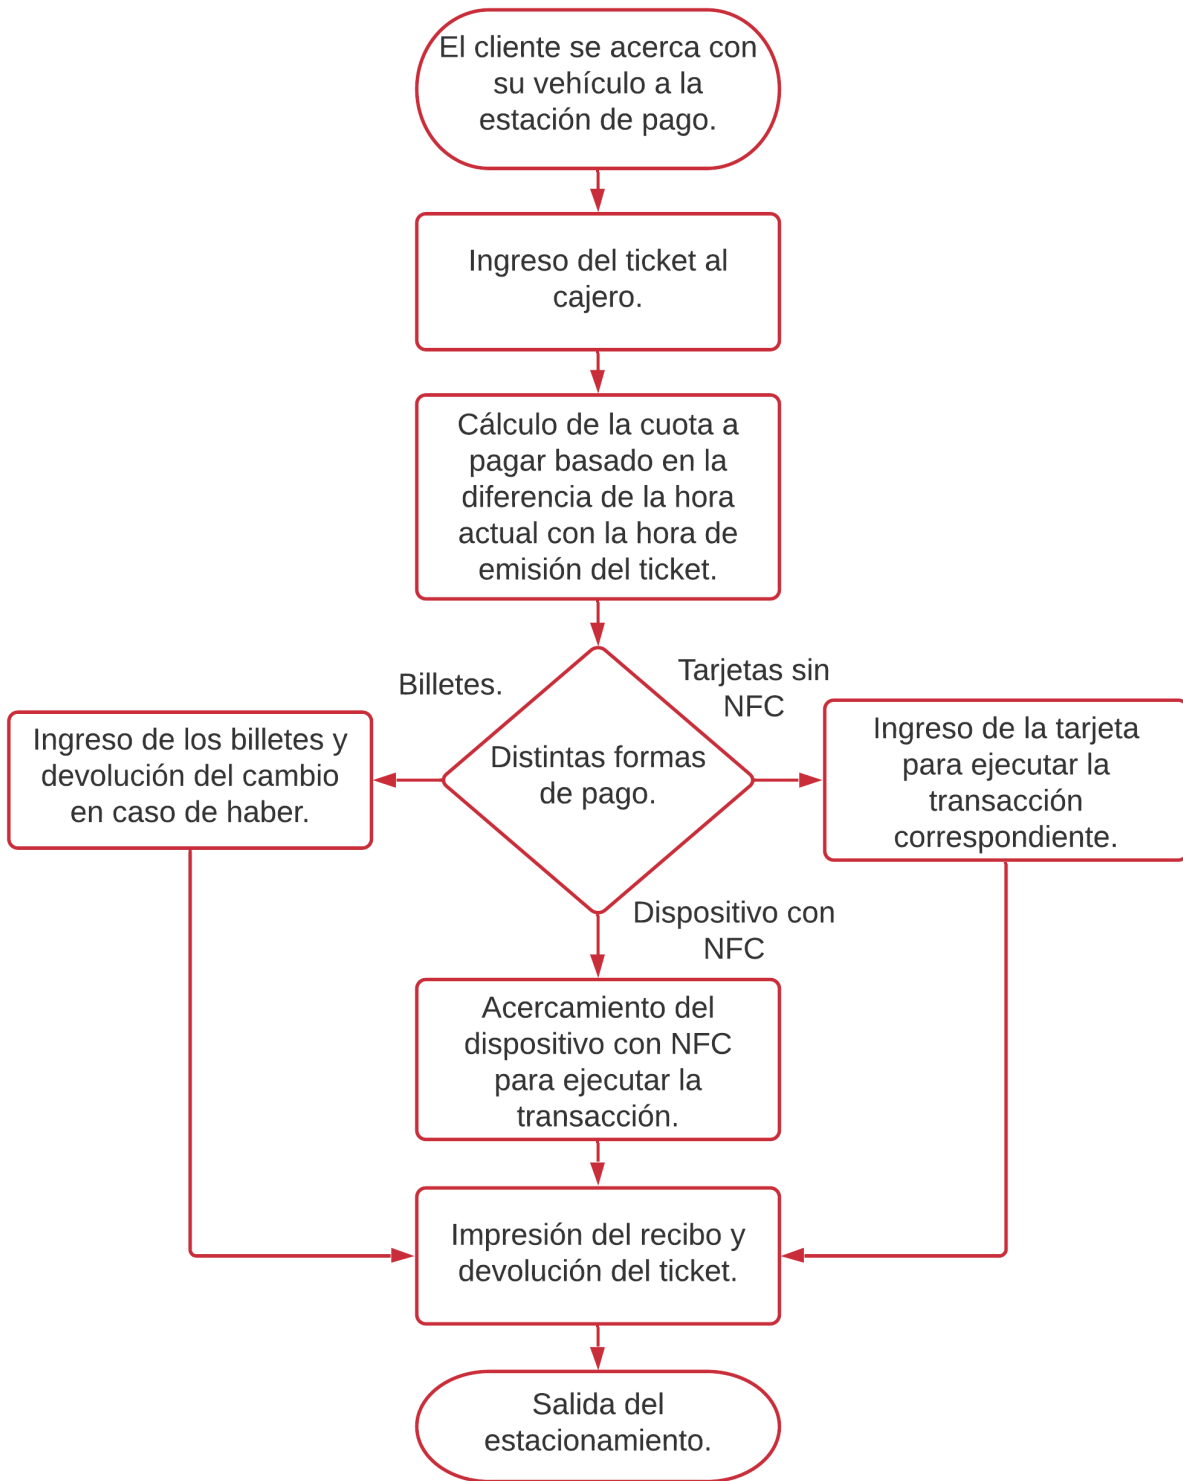 El cliente se acerca con
su vehículo a la
estación de pago.
Ingreso del ticket al
cajero.
Cálculo de la cuota a
pagar basado en la
diferencia de la hora
actual con la hora de
emisión del ticket.
Billetes.
Tarjetas sin
NFC
Distintas formas
de pago.
Ingreso de los billetes y
devolución del cambio
en caso de haber.
Ingreso de la tarjeta
para ejecutar la
transacción
correspondiente.
Dispositivo con
NFC
Acercamiento del
dispositivo con NFC
para ejecutar la
transacción.
Impresión del recibo y
devolución del ticket.
Salida del
estacionamiento.